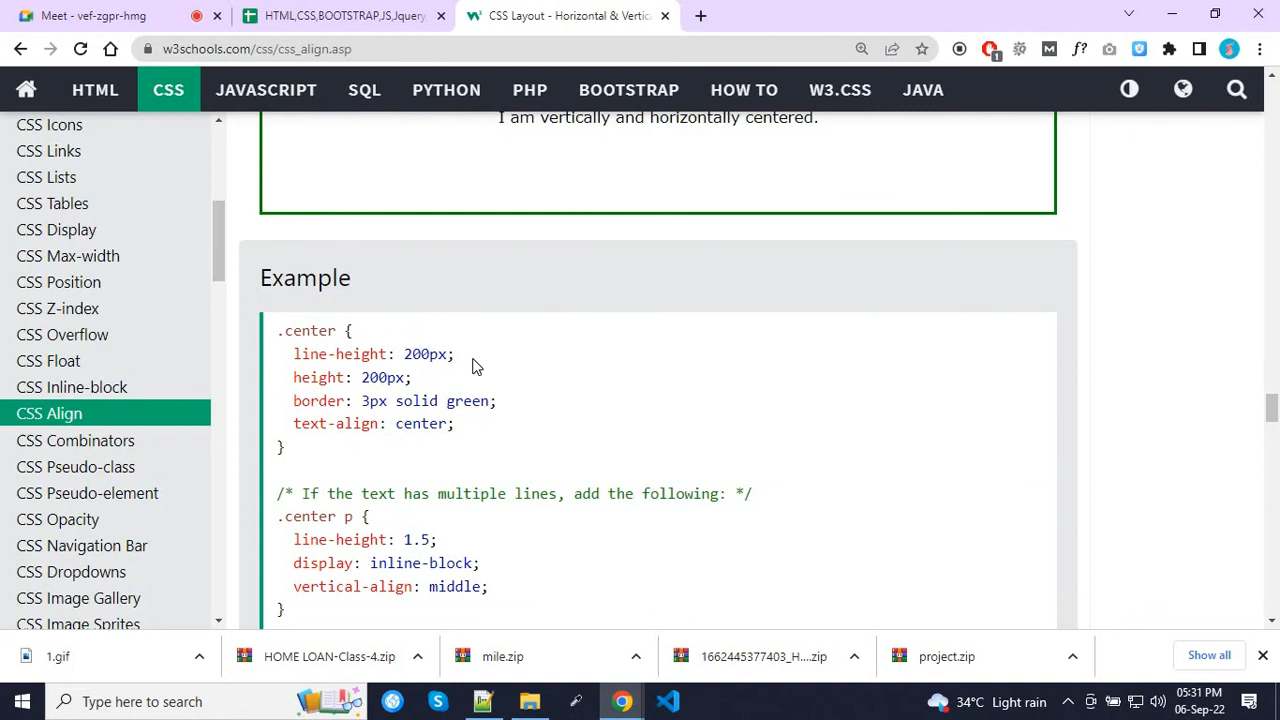 Meet - vef-zgpr-hmg
HTML,CSS,BOOTSTRAP,JS,Jquery,
CSS Layout - Horizontal & Vertic
w3schools.com/css/css_align.asp
1
HTML CSS JAVASCRIPT SQL PYTHON PHP BOOTSTRAP HOW TO W3.CSS JAVA
CSS Icons
CSS Links
CSS Lists
CSS Tables
CSS Display
CSS Max-width
CSS Position
CSS Z-index
CSS Overflow
CSS Float
CSS Inline-block
CSS Align
CSS Combinators
CSS Pseudo-class
CSS Pseudo-element
CSS Opacity
CSS Navigation Bar
CSS Dropdowns
CSS Image Gallery
CSS Image Sprites
I am vertically and horizontally centered.
Example
.center {
line-height: 200px;
height: 200px;
border: 3px solid green;
text-align: center;
}
/* If the text has multiple lines, add the following: */
.center p {
line-height: 1.5;
display: inline-block;
vertical-align: middle;
}
1.gif
HOME LOAN-Class-4.zip
mile.zip
1662445377403_H....zip
project.zip
Show all
Type here to search
34°C Light rain
05:31 PM
06-Sep-22